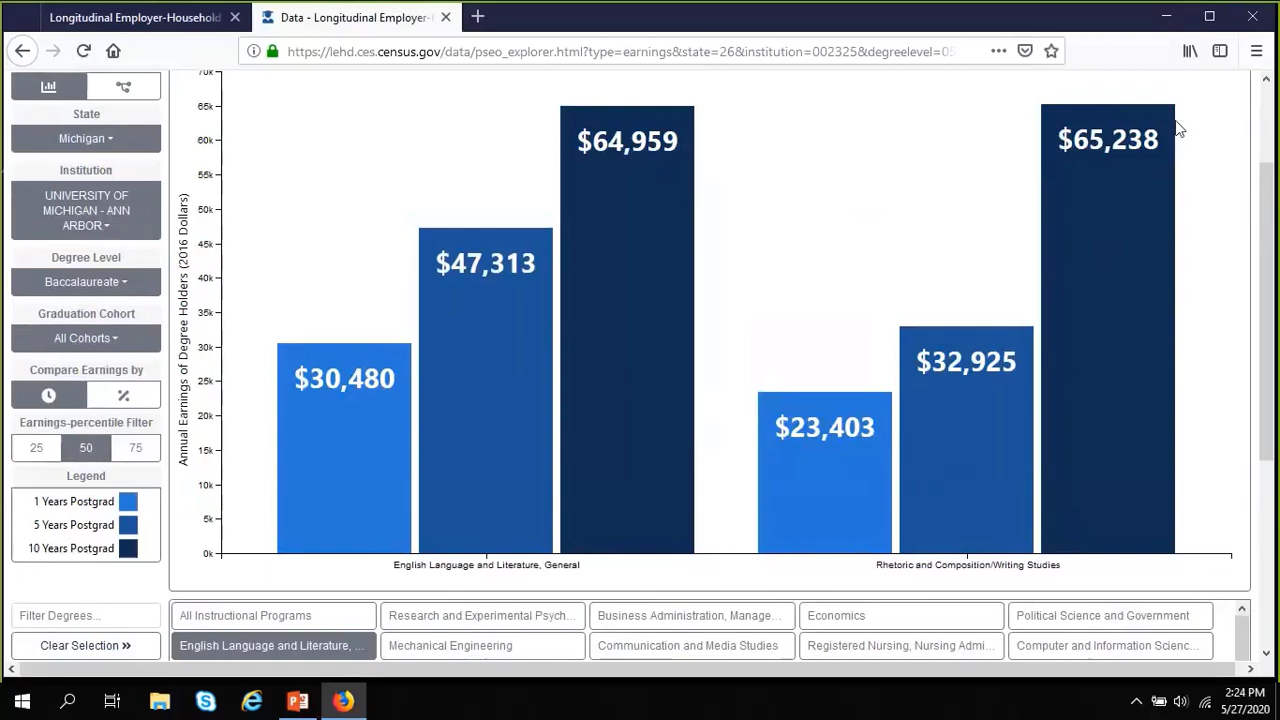 Longitudinal Employer-Household
Data - Longitudinal Employer-
https://lehd.ces.census.gov/data/pseo_explorer.html?type=earnings&state=26&institution=002325&degreelevel=05
State
Michigan
Institution
UNIVERSITY OF
MICHIGAN - ANN
ARBOR
Degree Level
Baccalaureate
Graduation Cohort
All Cohorts
Compare Earnings by
Earnings-percentile Filter
25 50 75
Legend
1 Years Postgrad
5 Years Postgrad
10 Years Postgrad
Annual Earnings of Degree Holders (2016 Dollars)
70k
65k
60k
55k
50k
45k
40k
35k
30k
25k
20k
15k
10k
5k
0k
$30,480
$47,313
$64,959
$23,403
$32,925
$65,238
English Language and Literature, General
Rhetoric and Composition/Writing Studies
Filter Degrees...
Clear Selection »
All Instructional Programs
Research and Experimental Psych...
Business Administration, Manage...
Economics
Political Science and Government
English Language and Literature, ...
Mechanical Engineering
Communication and Media Studies
Registered Nursing, Nursing Admi...
Computer and Information Scienc...
2:24 PM
5/27/2020